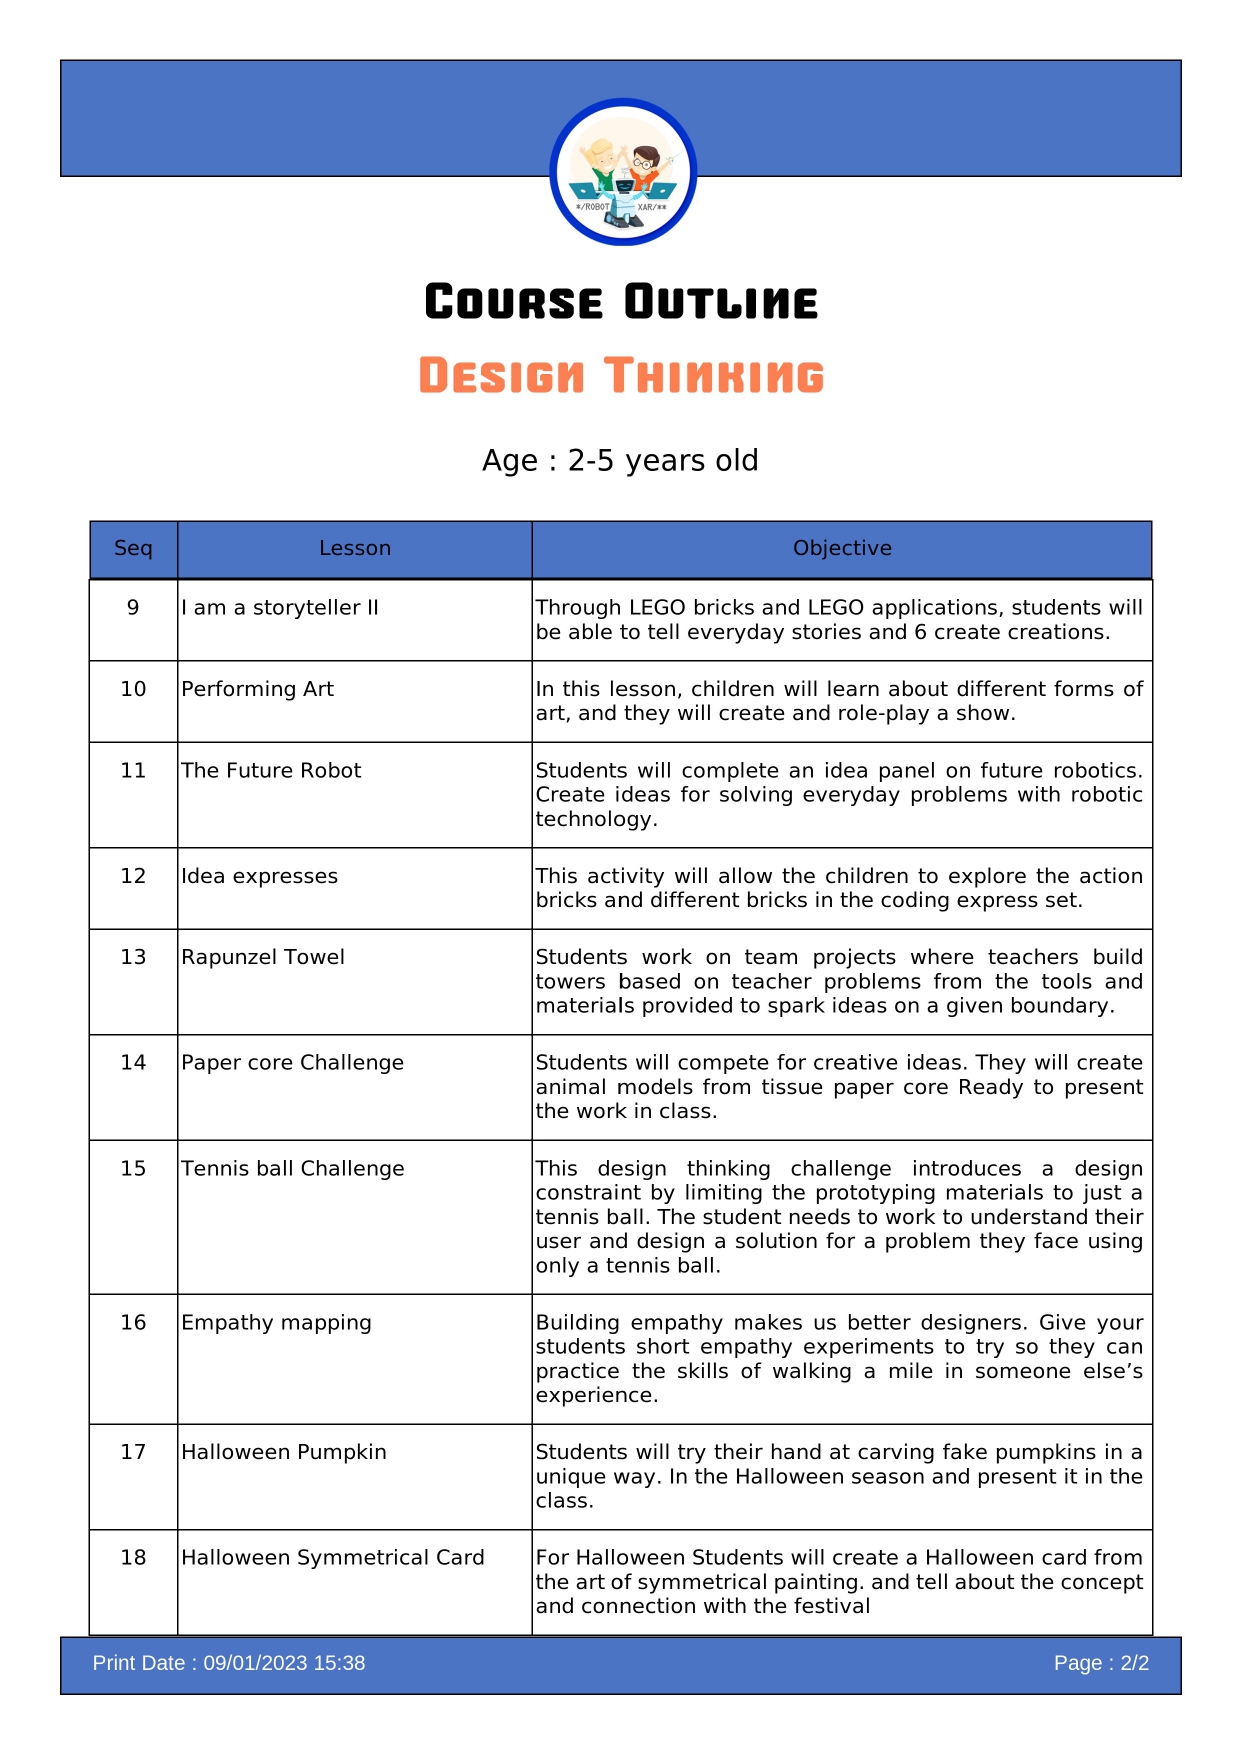 */ROBOT XAR/**
Course Outline
Design Thinking
Age : 2-5 years old
Seq Lesson Objective
9 I am a storyteller II Through LEGO bricks and LEGO applications, students will
be able to tell everyday stories and 6 create creations.
10 Performing Art In this lesson, children will learn about different forms of
art, and they will create and role-play a show.
11 The Future Robot Students will complete an idea panel on future robotics.
Create ideas for solving everyday problems with robotic
technology.
12 Idea expresses This activity will allow the children to explore the action
bricks and different bricks in the coding express set.
13 Rapunzel Towel Students work on team projects where teachers build
towers based on teacher problems from the tools and
materials provided to spark ideas on a given boundary.
14 Paper core Challenge Students will compete for creative ideas. They will create
animal models from tissue paper core Ready to present
the work in class.
15 Tennis ball Challenge This design thinking challenge introduces a design
constraint by limiting the prototyping materials to just a
tennis ball. The student needs to work to understand their
user and design a solution for a problem they face using
only a tennis ball.
16 Empathy mapping Building empathy makes us better designers. Give your
students short empathy experiments to try so they can
practice the skills of walking a mile in someone else’s
experience.
17 Halloween Pumpkin Students will try their hand at carving fake pumpkins in a
unique way. In the Halloween season and present it in the
class.
18 Halloween Symmetrical Card For Halloween Students will create a Halloween card from
the art of symmetrical painting. and tell about the concept
and connection with the festival
Print Date : 09/01/2023 15:38 Page : 2/2